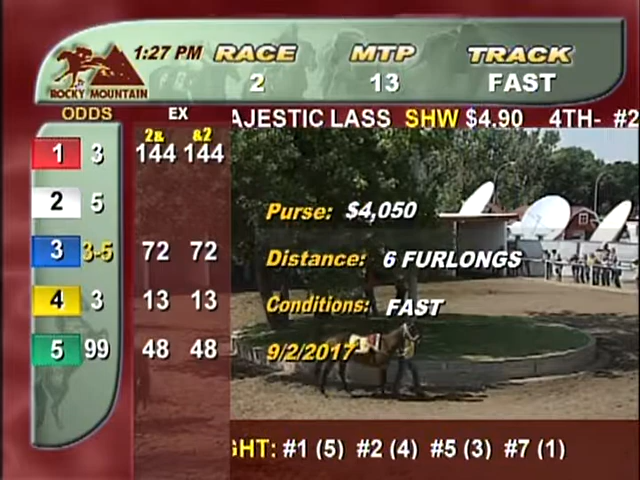 1:27 PM RACE MTP TRACK
ROCKY MOUNTAIN 2 13 FAST
ODDS EX AJESTIC LASS SHW $4.90 4TH- #2
2& &2
1 3 144 144
2 5
3 3-5 72 72
4 3 13 13
5 99 48 48
Purse: $4,050
Distance: 6 FURLONGS
Conditions: FAST
9/2/2017
GHT: #1 (5) #2 (4) #5 (3) #7 (1)